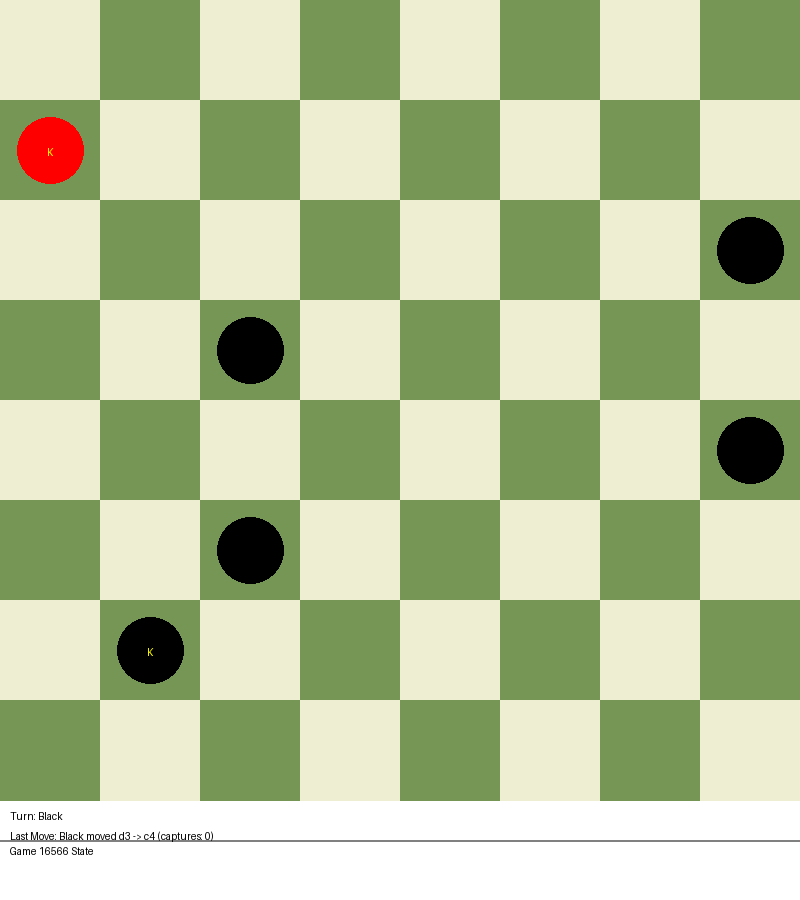 K
K
Turn: Black
Last Move: Black moved d3 -> c4 (captures: 0)
Game 16566 State